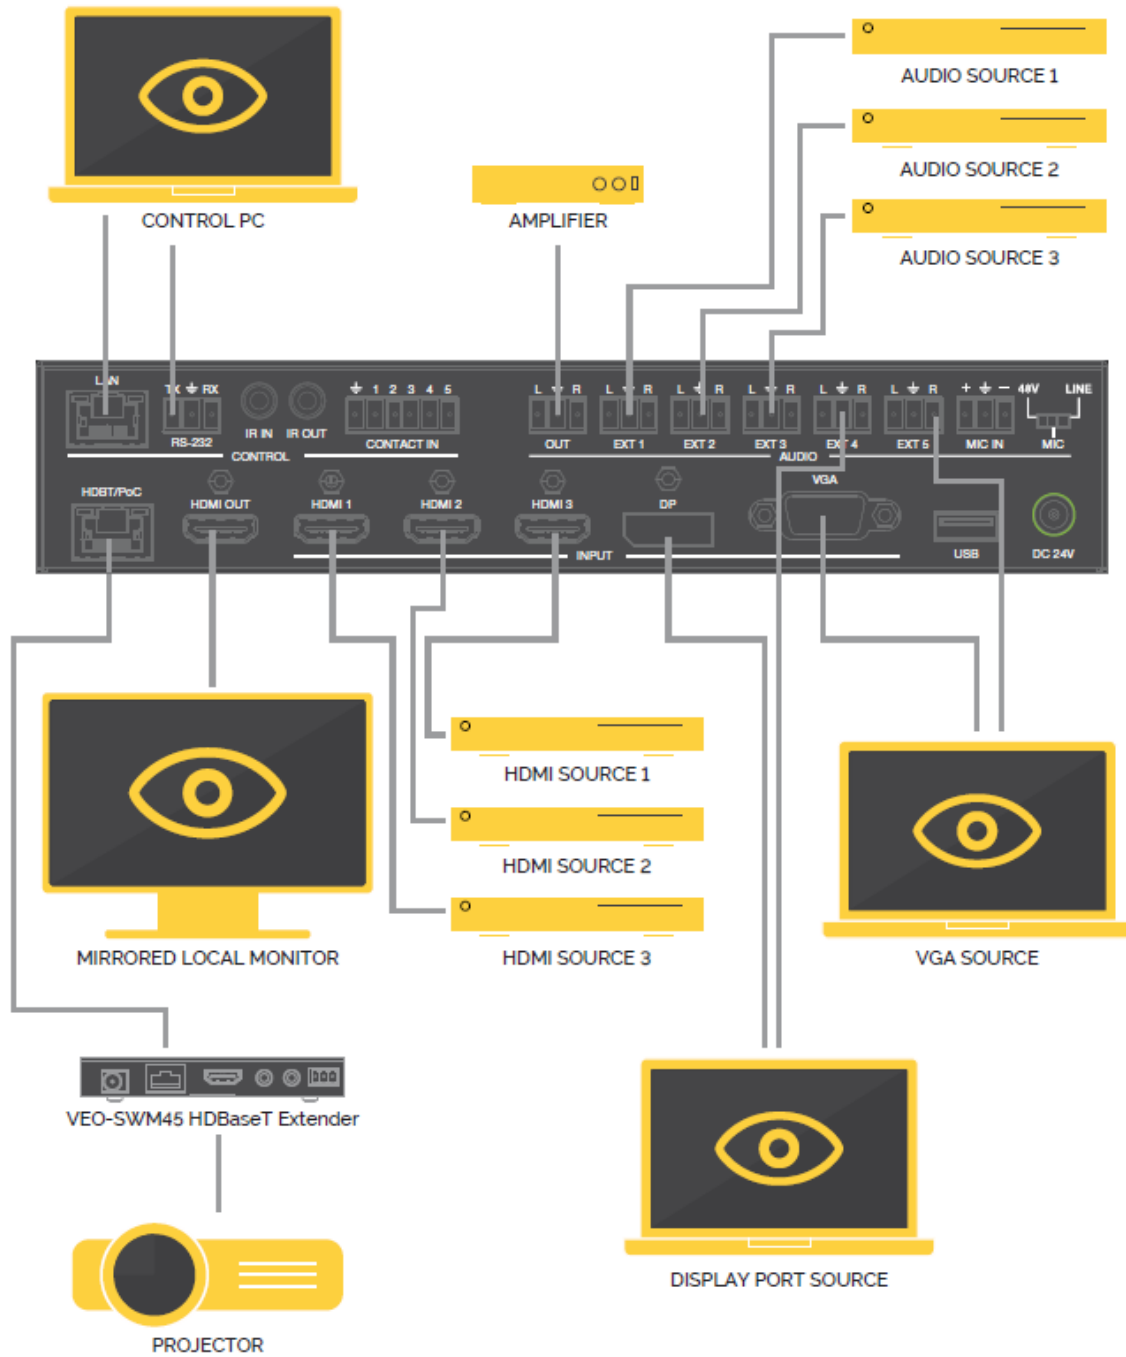 AUDIO SOURCE 1
AUDIO SOURCE 2
CONTROL PC
AMPLIFIER
AUDIO SOURCE 3
LAN
TX RX
1 2 3 4 5
L R L R L R L R L R L R + − 48V LINE
RS-232 IR IN IR OUT CONTACT IN OUT EXT 1 EXT 2 EXT 3 EXT 4 EXT 5 MIC IN MIC
CONTROL AUDIO
HDBT/PoC HDMI OUT HDMI 1 HDMI 2 HDMI 3 DP VGA
INPUT USB DC 24V
HDMI SOURCE 1
HDMI SOURCE 2
MIRRORED LOCAL MONITOR HDMI SOURCE 3 VGA SOURCE
VEO-SWM45 HDBaseT Extender
DISPLAY PORT SOURCE
PROJECTOR